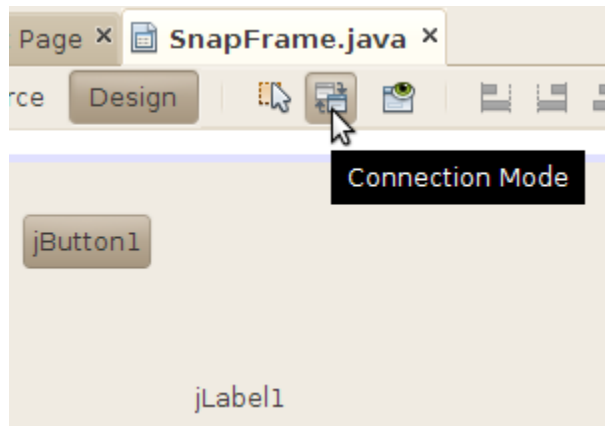 Page × SnapFrame.java ×
rce Design
Connection Mode
jButton1
jLabel1